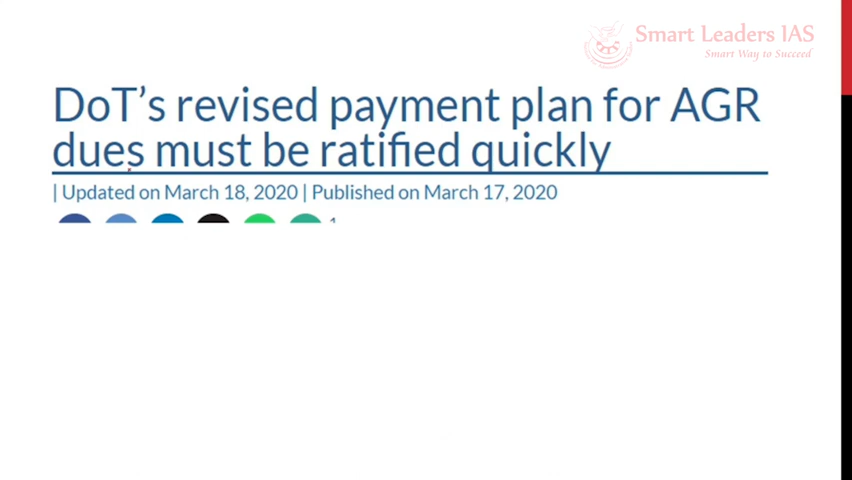 Smart Leaders IAS
Smart Way to Succeed
DoT's revised payment plan for AGR
dues must be ratified quickly
| Updated on March 18, 2020 | Published on March 17, 2020